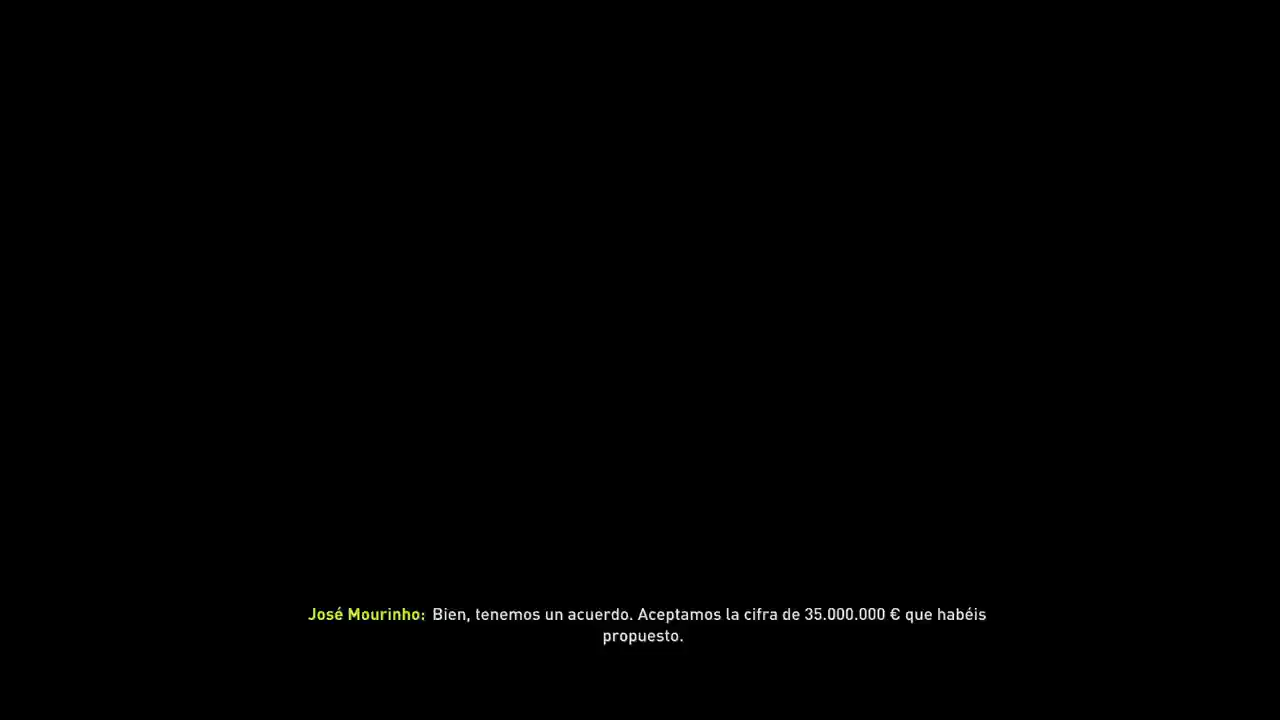 José Mourinho: Bien, tenemos un acuerdo. Aceptamos la cifra de 35.000.000 € que habéis
propuesto.